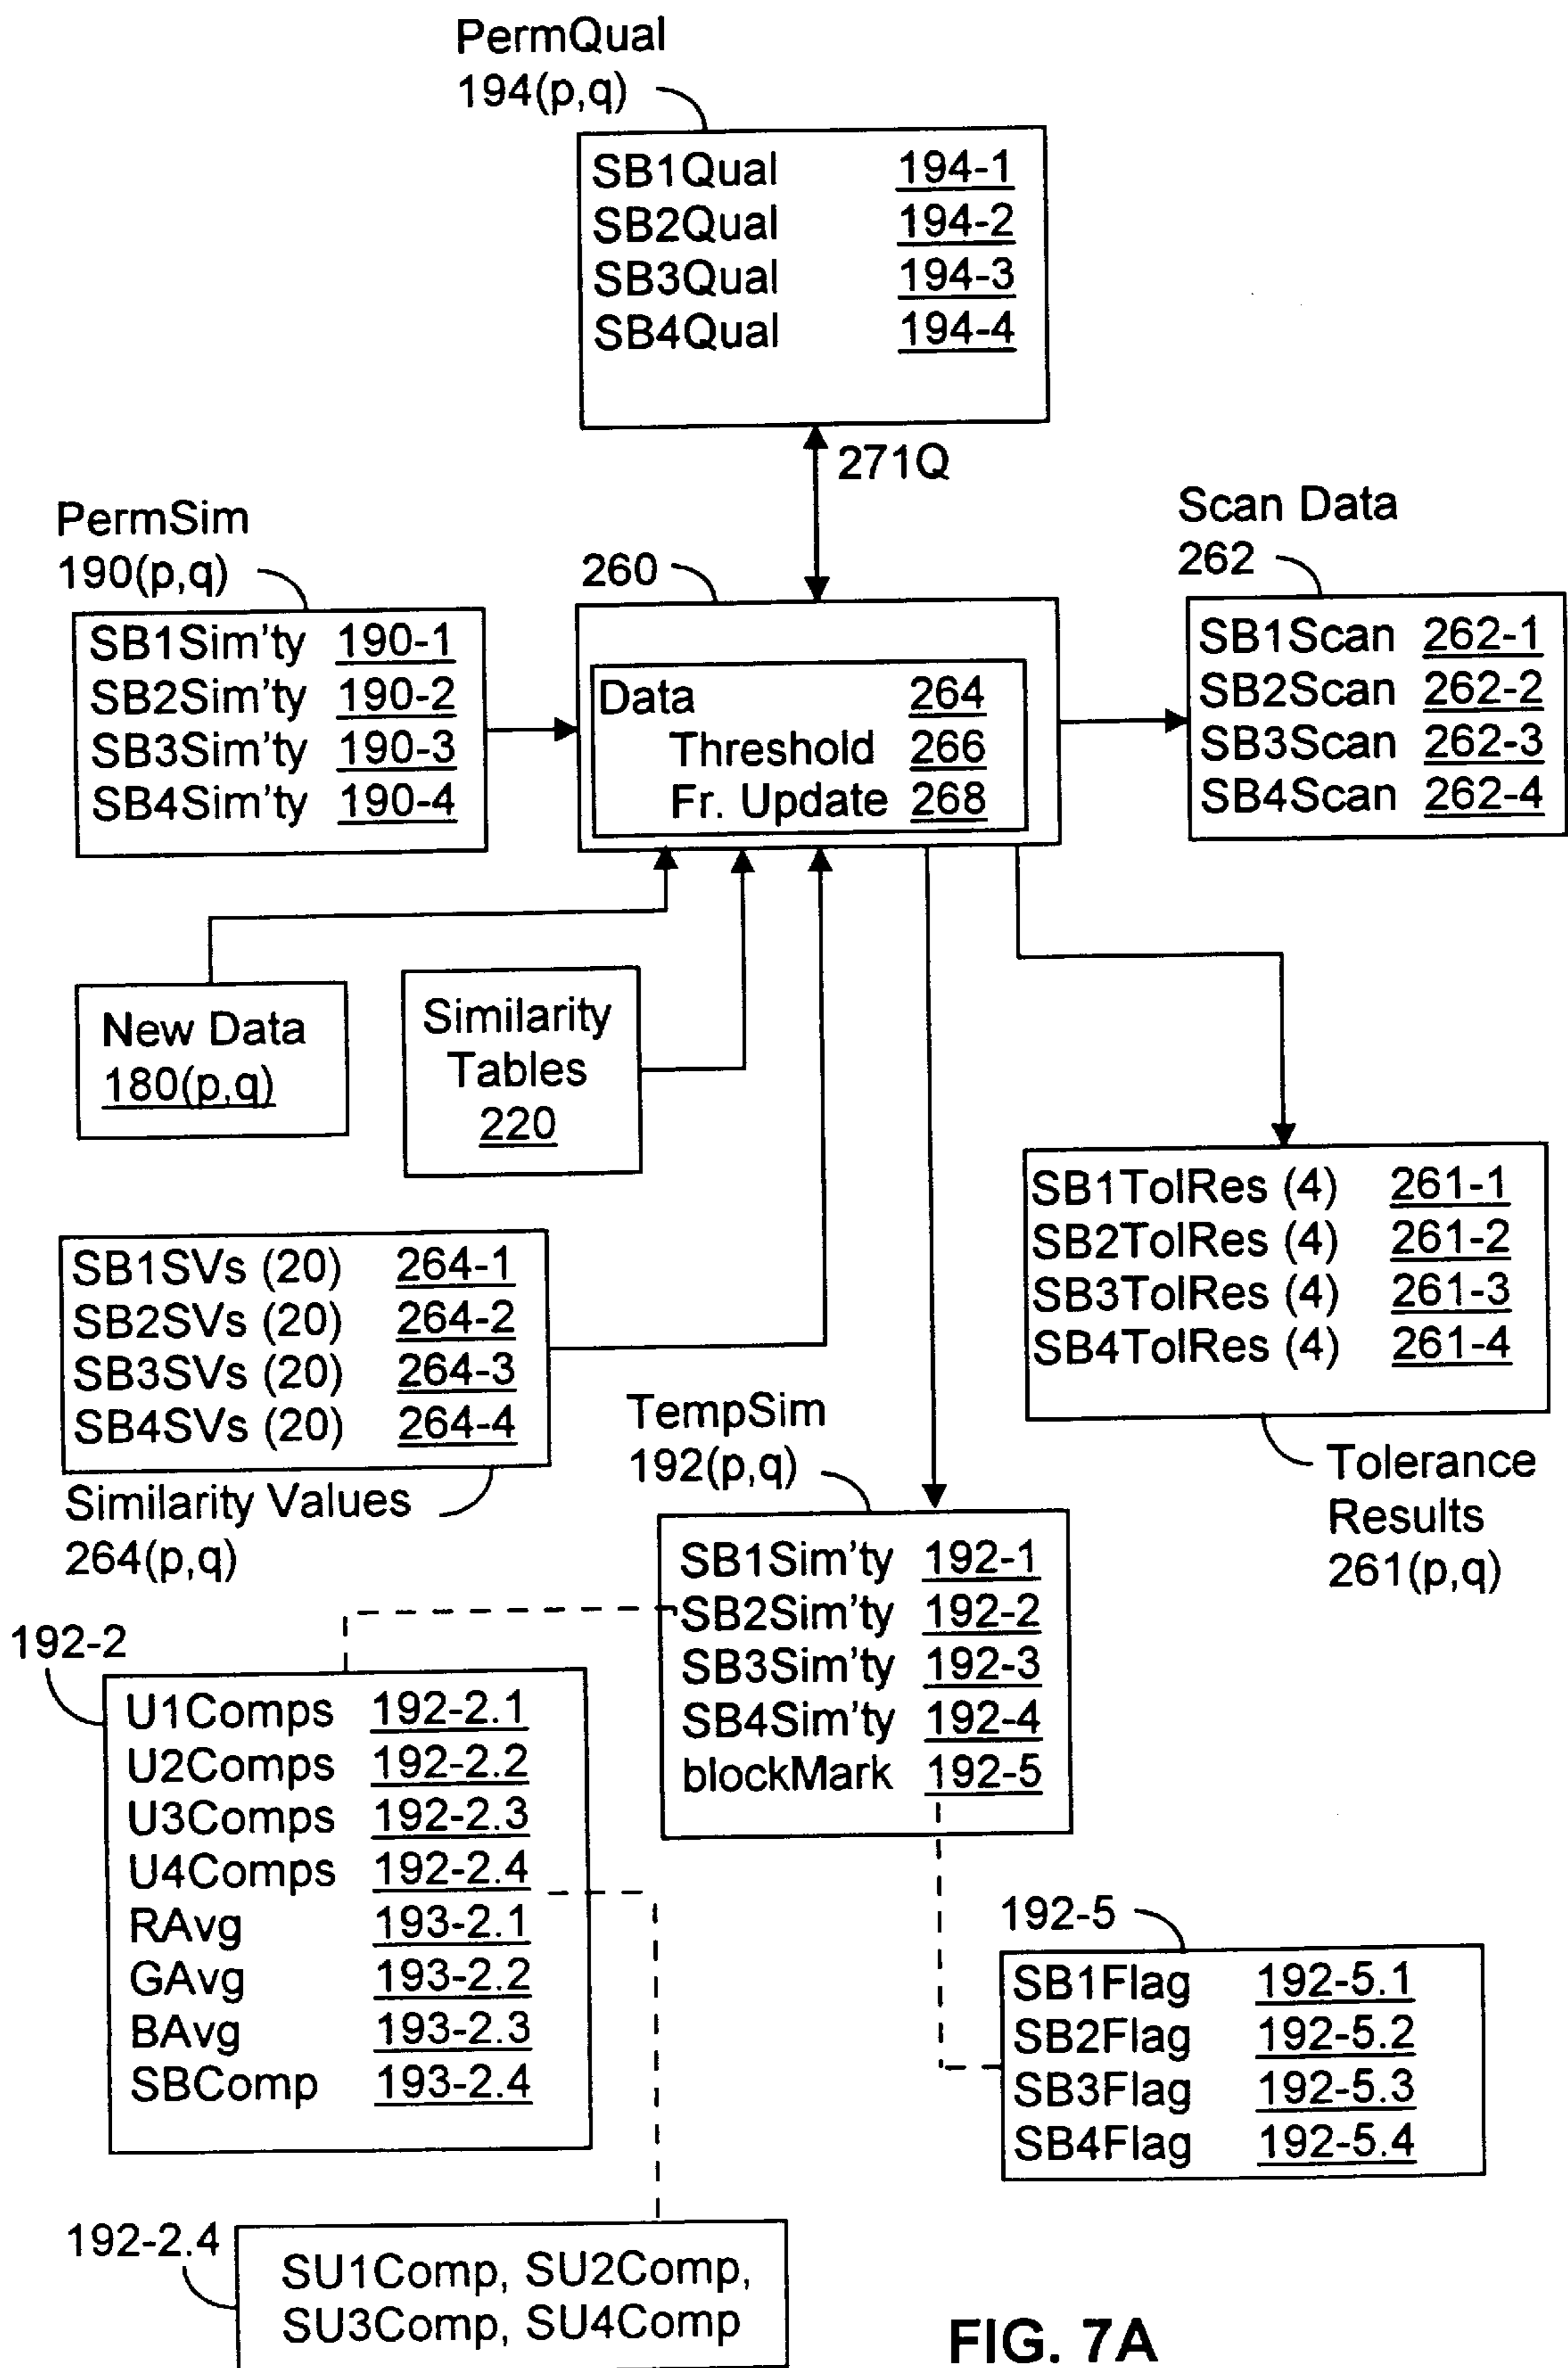 PermQual
194(p,q)
SB1Qual 194-1
SB2Qual 194-2
SB3Qual 194-3
SB4Qual 194-4
271Q
PermSim
190(p,q)
SB1Sim'ty 190-1
SB2Sim'ty 190-2
SB3Sim'ty 190-3
SB4Sim'ty 190-4
260
Data 264
Threshold 266
Fr. Update 268
Scan Data
262
SB1Scan 262-1
SB2Scan 262-2
SB3Scan 262-3
SB4Scan 262-4
New Data
180(p,q)
Similarity
Tables
220
SB1TolRes (4) 261-1
SB2TolRes (4) 261-2
SB3TolRes (4) 261-3
SB4TolRes (4) 261-4
Tolerance
Results
261(p,q)
SB1SVs (20) 264-1
SB2SVs (20) 264-2
SB3SVs (20) 264-3
SB4SVs (20) 264-4
Similarity Values
264(p,q)
TempSim
192(p,q)
SB1Sim'ty 192-1
SB2Sim'ty 192-2
SB3Sim'ty 192-3
SB4Sim'ty 192-4
blockMark 192-5
192-2
U1Comps 192-2.1
U2Comps 192-2.2
U3Comps 192-2.3
U4Comps 192-2.4
RAvg 193-2.1
GAvg 193-2.2
BAvg 193-2.3
SBComp 193-2.4
192-5
SB1Flag 192-5.1
SB2Flag 192-5.2
SB3Flag 192-5.3
SB4Flag 192-5.4
192-2.4
SU1Comp, SU2Comp,
SU3Comp, SU4Comp
FIG. 7A